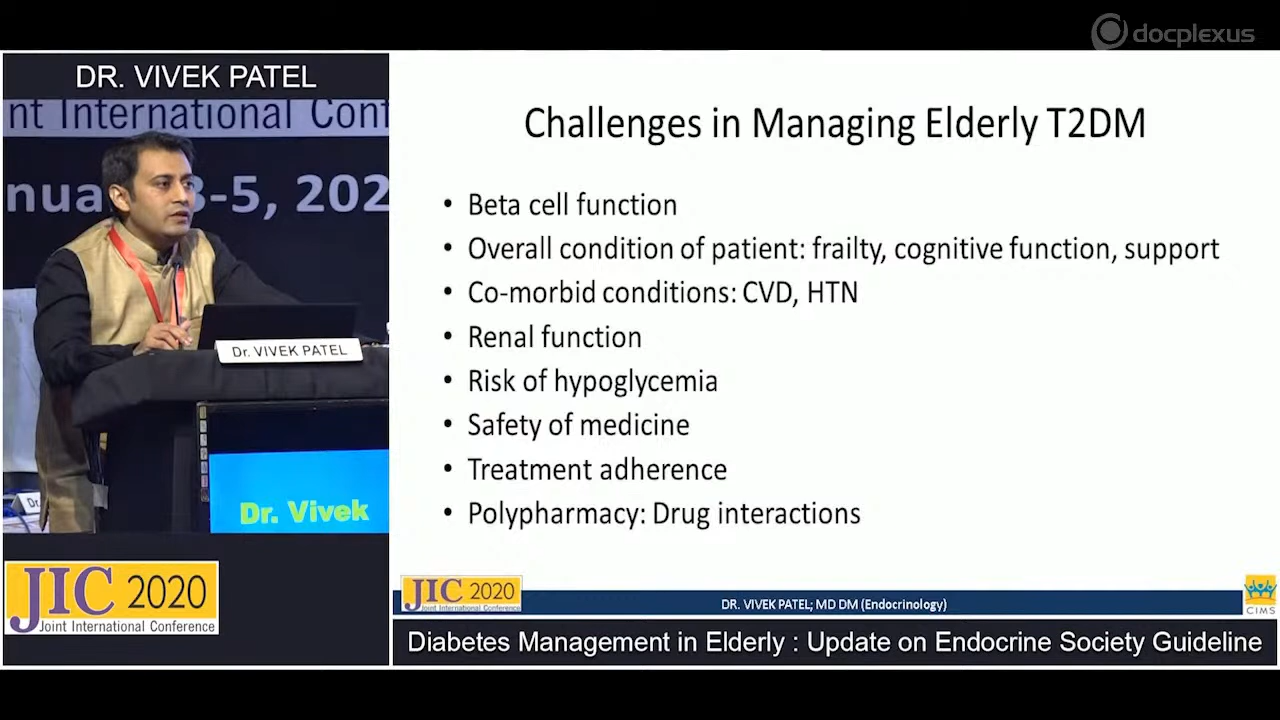 docplexus
DR. VIVEK PATEL
nt International Conf
3-5, 202
Dr. VIVEK PATEL
Dr. Vivek
Dr.
JIC 2020
Joint International Conference
Challenges in Managing Elderly T2DM
• Beta cell function
• Overall condition of patient: frailty, cognitive function, support
• Co-morbid conditions: CVD, HTN
• Renal function
• Risk of hypoglycemia
• Safety of medicine
• Treatment adherence
• Polypharmacy: Drug interactions
JIC 2020
Joint International Conference
DR. VIVEK PATEL; MD DM (Endocrinology)
CIMS
Diabetes Management in Elderly : Update on Endocrine Society Guideline